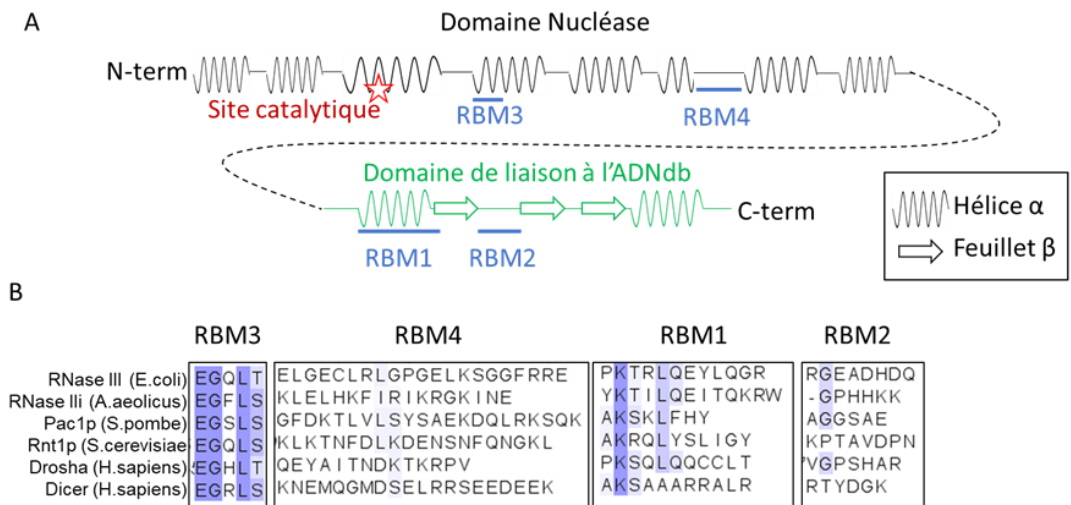 A
Domaine Nucléase
N-term
Site catalytique
RBM3
RBM4
Domaine de liaison à l'ADNdb
C-term
RBM1
RBM2
Hélice α
Feuillet β
B
RBM3 RBM4 RBM1 RBM2
RNase III (E.coli) EGQLT ELGECLRLGPGELKSGGFRRE PKTRLQEYLQGR RGEADHDQ
RNase IIi (A.aeolicus) EGFLS KLELHKFIRIKRGKINE YKTILQEITQKRW -GPHHKK
Pac1p (S.pombe) EGSLS GFDKTLVLSYSAEKDQLRKSQK AKSKLFHY AGGSAE
Rnt1p (S.cerevisiae EGQLS KLKTNFDLKDENSNFQNGKL AKRQLYSLIGY KPTAVDPN
Drosha (H.sapiens) EGHLT QEYAITNDKTKRPV PKSQLQQCCLT VGPSHAR
Dicer (H.sapiens) EGRLS KNEMQGMDSELRRSEEDEEK AKSAAARRALR RTYDGK